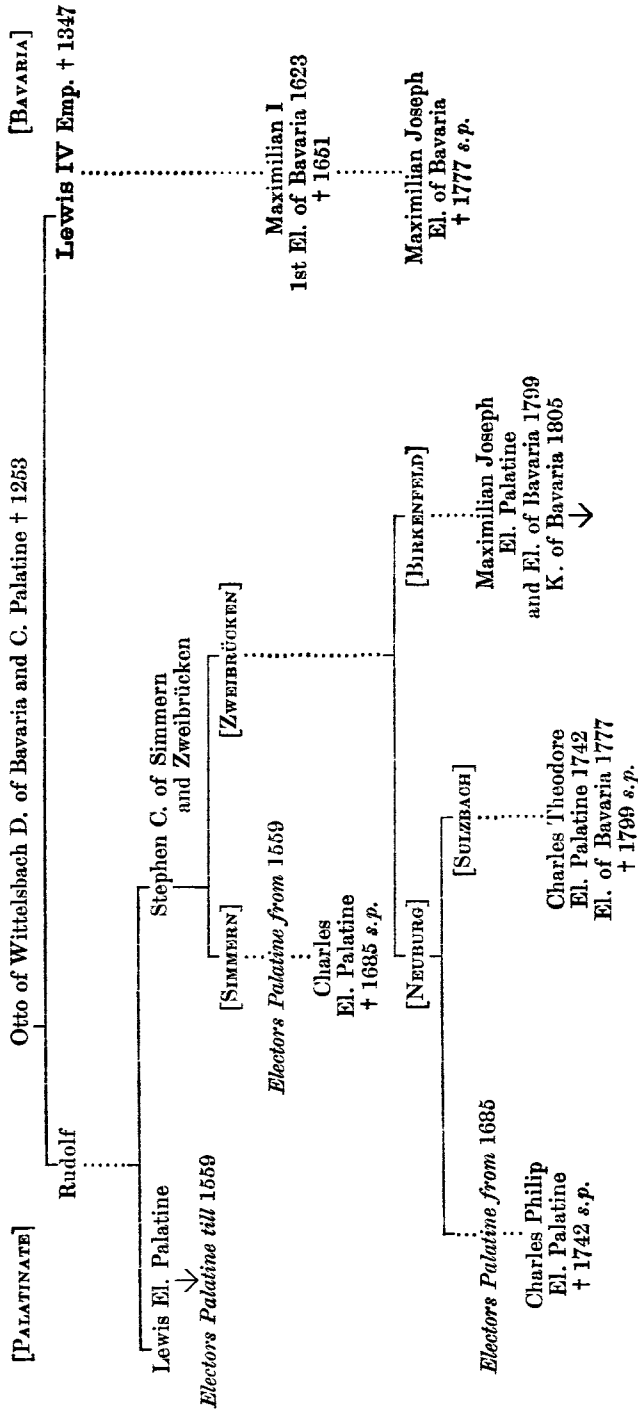 [PALATINATE]
[BAVARIA]
Otto of Wittelsbach D. of Bavaria and C. Palatine † 1253
Rudolf
Lewis IV Emp. † 1347
Lewis El. Palatine
Electors Palatine till 1559
Stephen C. of Simmern
and Zweibrücken
[SIMMERN]
[ZWEIBRÜCKEN]
Electors Palatine from 1559
Charles
El. Palatine
† 1685 s.p.
Maximilian I
1st El. of Bavaria 1623
† 1651
[NEUBURG]
[BIRKENFELD]
Maximilian Joseph
El. of Bavaria
† 1777 s.p.
[SULZBACH]
Electors Palatine from 1685
Charles Philip
El. Palatine
† 1742 s.p.
Charles Theodore
El. Palatine 1742
El. of Bavaria 1777
† 1799 s.p.
Maximilian Joseph
El. Palatine
and El. of Bavaria 1799
K. of Bavaria 1805